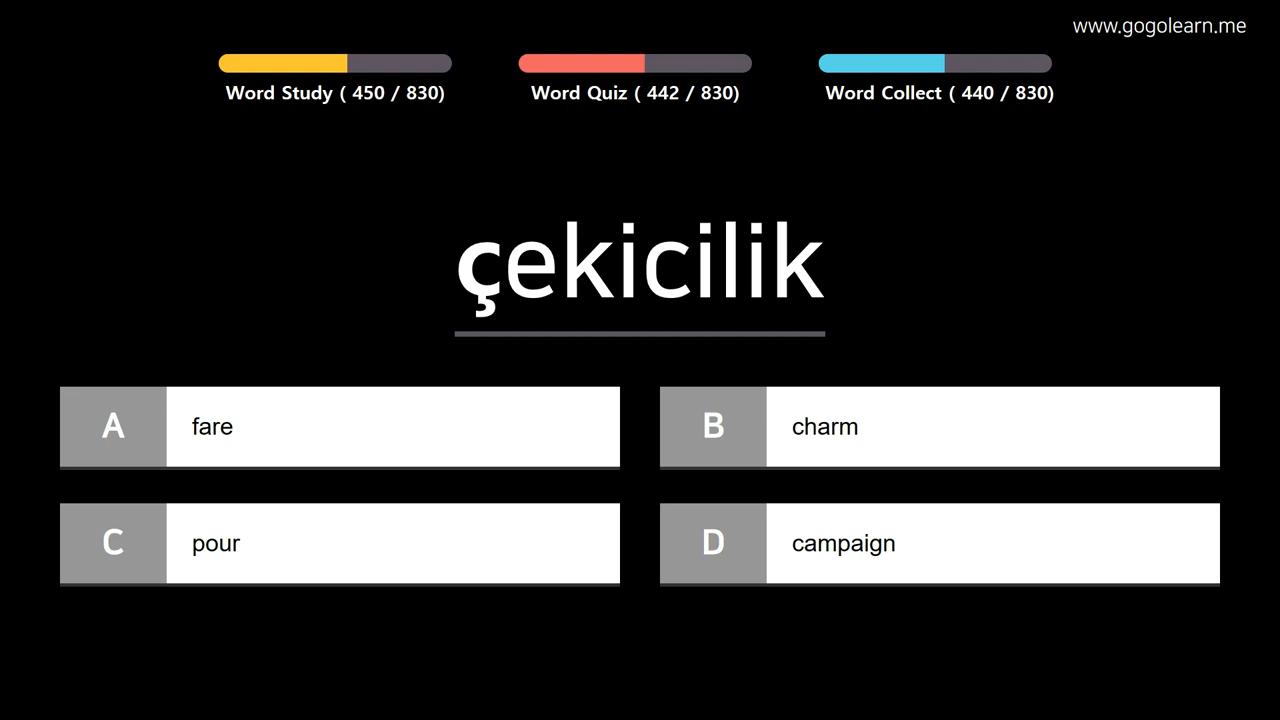 www.gogolearn.me
Word Study ( 450 / 830)
Word Quiz ( 442 / 830)
Word Collect ( 440 / 830)
çekicilik
A fare
B charm
C pour
D campaign